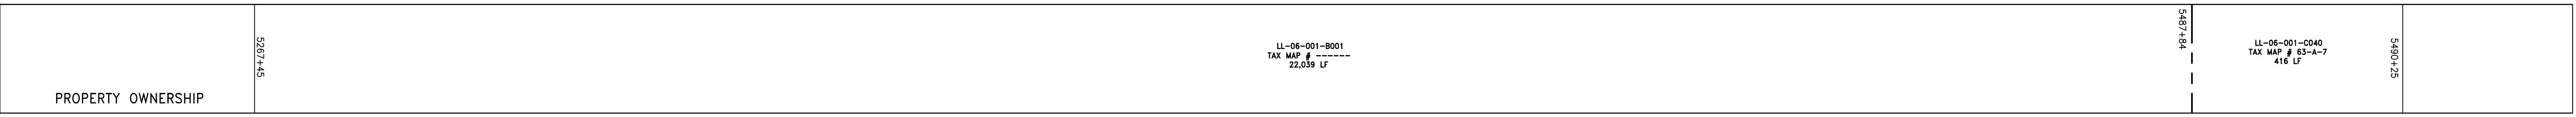 PROPERTY OWNERSHIP
5267+45
LL-06-001-B001
TAX MAP # ------
22,039 LF
5487+84
LL-06-001-C040
TAX MAP # 63-A-7
416 LF
5490+25